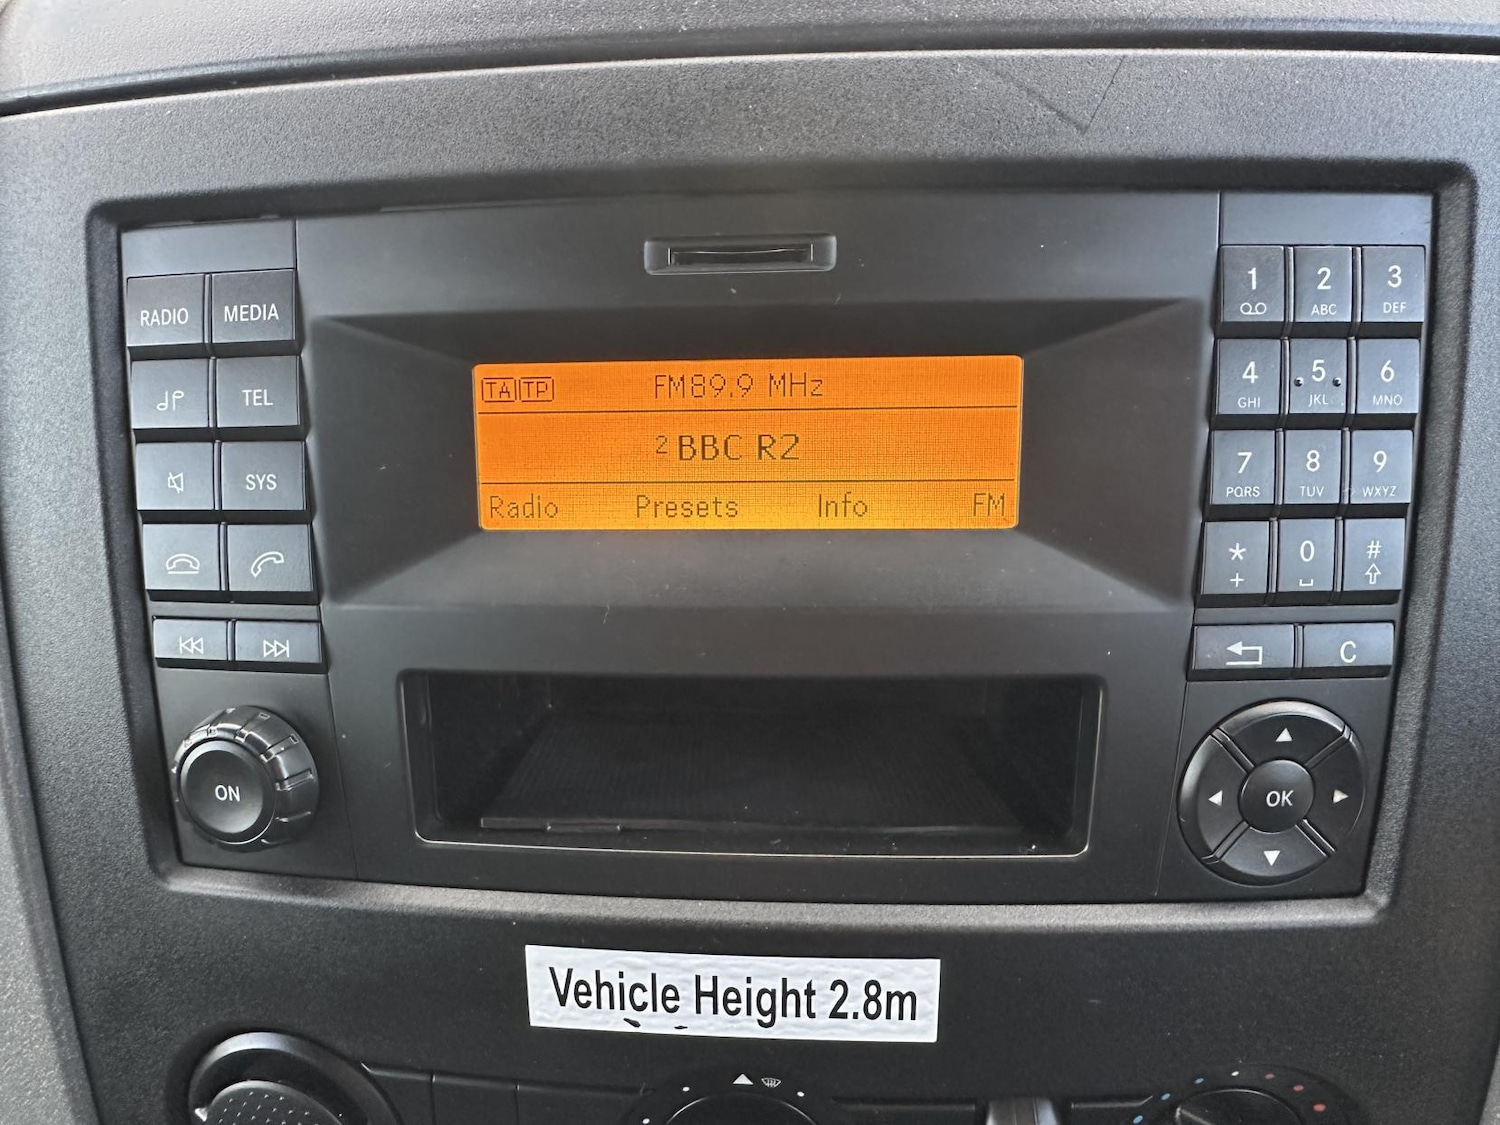 RADIO MEDIA
TEL
SYS
ON
TA TP FM89.9 MHz
2 BBC R2
Radio Presets Info FM
1 2 ABC 3 DEF
4 GHI 5 JKL 6 MNO
7 PQRS 8 TUV 9 WXYZ
* + 0 #
C
OK
Vehicle Height 2.8m